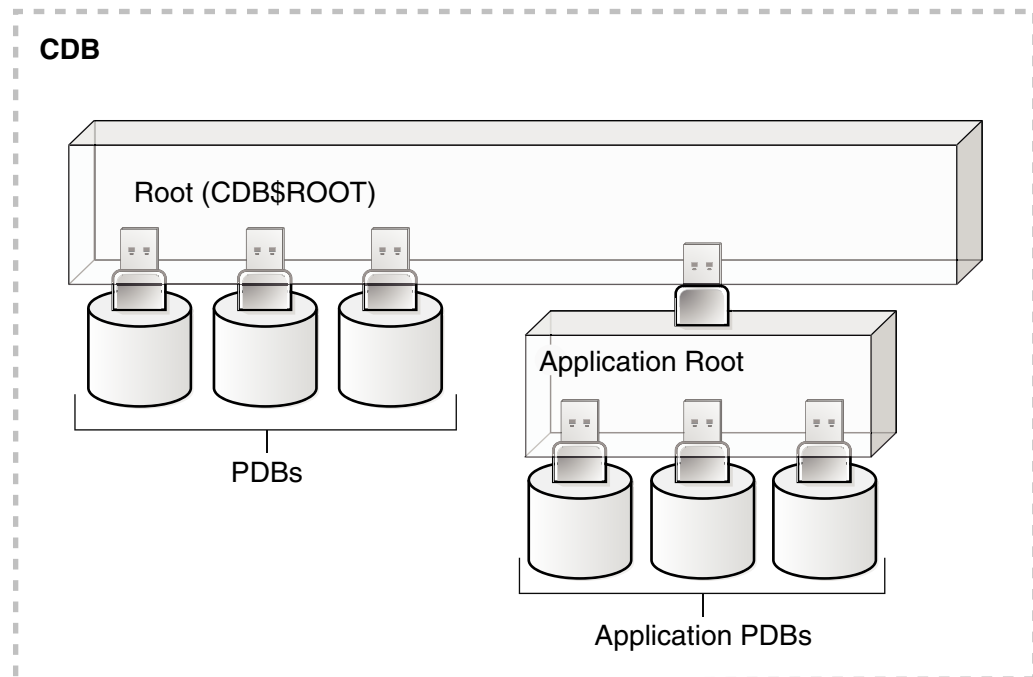 CDB
Root (CDB$ROOT)
Application Root
PDBs
Application PDBs